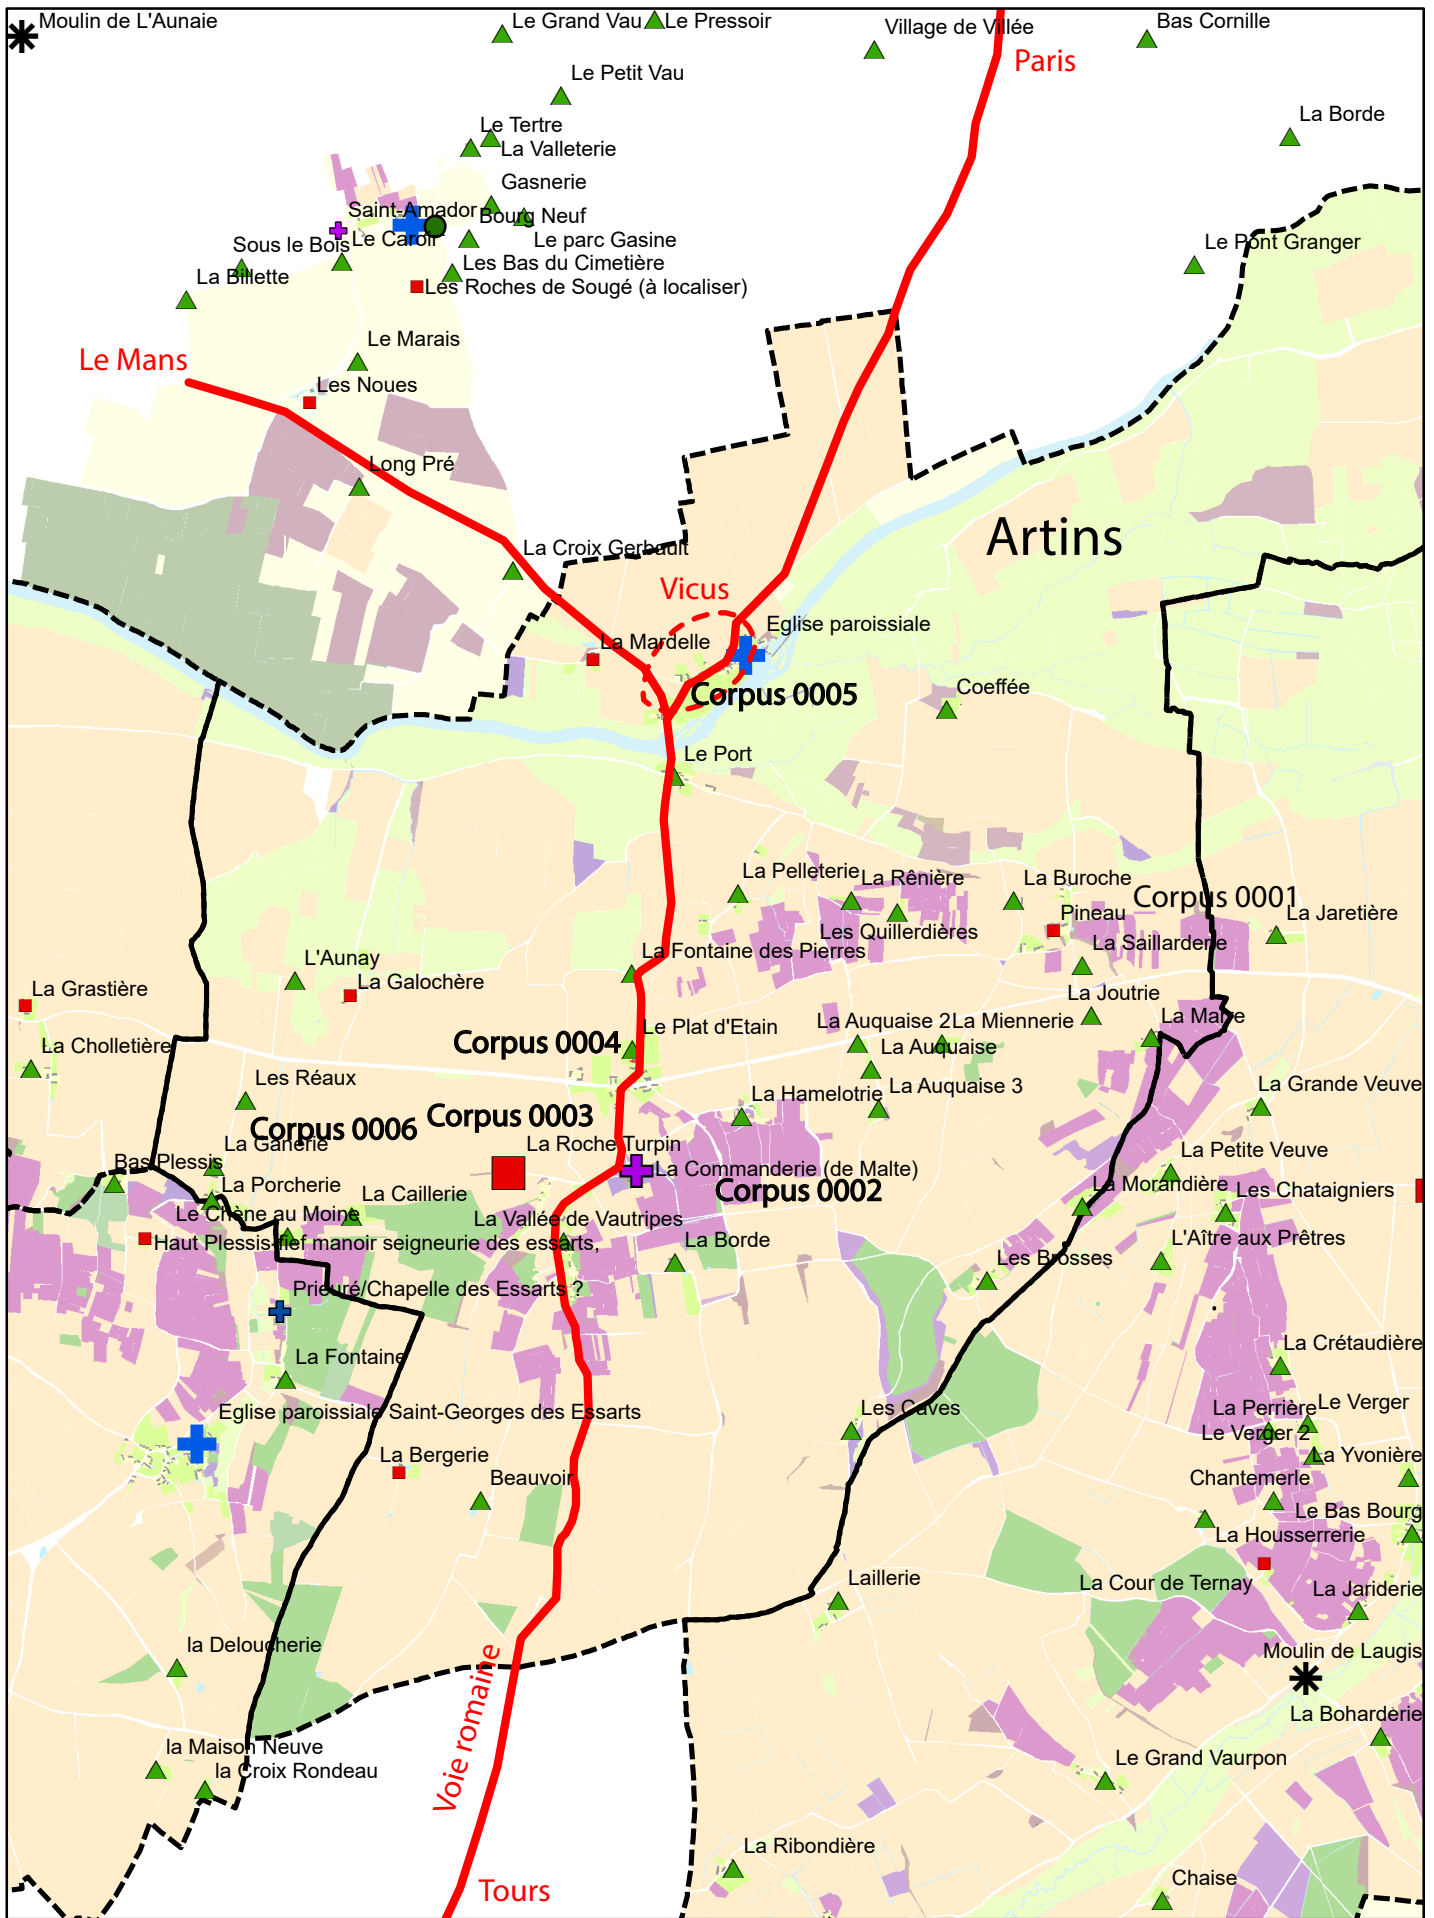 Moulin de L'Aunaie
Le Grand Vau
Le Pressoir
Village de Villée
Bas Cornille
Paris
Le Petit Vau
La Borde
Le Tertre
La Valleterie
Gasnerie
Saint-Amador
Bourg Neuf
Le parc Gasine
Sous le Bois
Le Caroir
Le Pont Granger
Les Bas du Cimetière
La Billette
Les Roches de Sougé (à localiser)
Le Marais
Le Mans
Les Noues
Long Pré
Artins
La Croix Gerbault
Vicus
Eglise paroissiale
La Mardelle
Corpus 0005
Coeffée
Le Port
La Pelleterie
La Rênière
La Buroche
Corpus 0001
Pineau
La Jaretière
Les Quillerdières
La Saillarderie
La Fontaine des Pierres
L'Aunay
La Galochère
La Grastière
La Joutrie
La Marre
Le Plat d'Etain
La Auquaise 2
La Miennerie
Corpus 0004
La Cholletière
La Auquaise
Les Réaux
La Auquaise 3
La Grande Veuve
La Hamelotrie
Corpus 0003
Corpus 0006
La Ganerie
La Roche Turpin
La Petite Veuve
Bas Plessis
La Commanderie (de Malte)
La Porcherie
La Caillerie
Corpus 0002
La Morandière
Les Chataigniers
Le Chène au Moine
La Vallée de Vautripes
Haut Plessis-fief manoir seigneurie des essarts,
La Borde
L'Aître aux Prêtres
Les Brosses
Prieuré/Chapelle des Essarts ?
La Fontaine
La Crétaudière
Eglise paroissiale Saint-Georges des Essarts
Les Caves
La Perrière
Le Verger
Le Verger 2
La Bergerie
La Yvonière
Beauvoir
Chantemerle
Le Bas Bourg
La Housserrerie
Laillerie
La Cour de Ternay
La Jariderie
la Deloucherie
Moulin de Laugis
Voie romaine
La Boharderie
la Maison Neuve
la Croix Rondeau
Le Grand Vaurpon
La Ribondière
Chaise
Tours